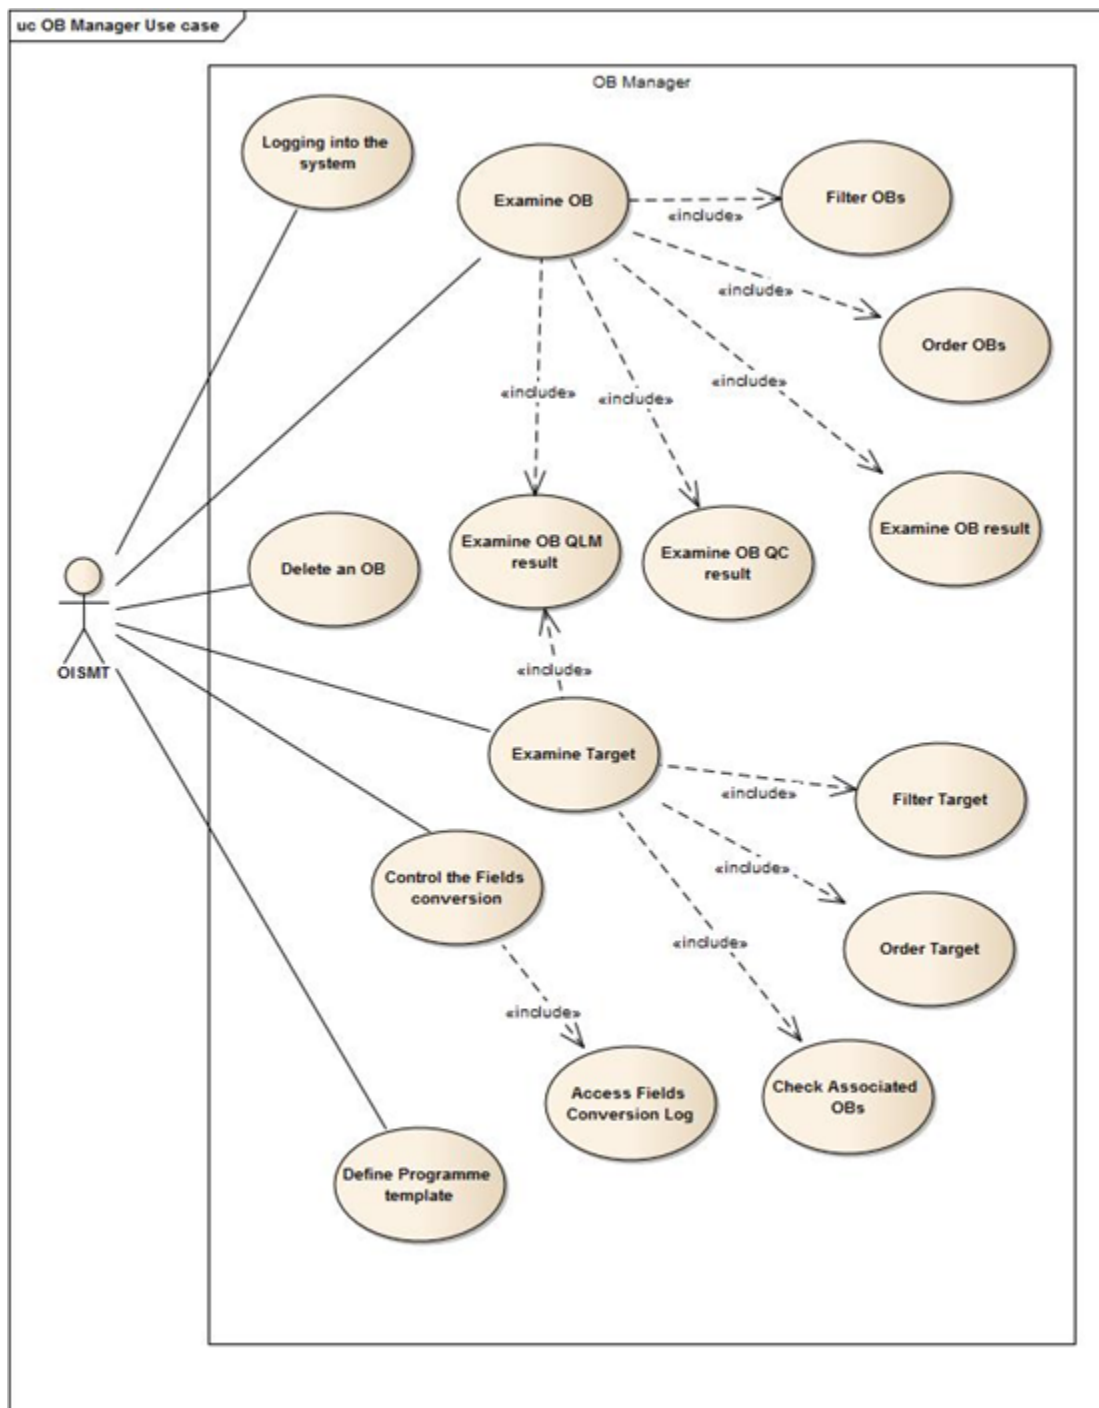 uc OB Manager Use case
OB Manager
Logging into the
system
Examine OB
Filter OBs
«include»
«include»
Order OBs
«include»
«include»
«include»
Examine OB result
Examine OB QLM
result
Examine OB QC
result
Delete an OB
OISMT
«include»
Examine Target
«include»
Filter Target
«include»
Control the Fields
conversion
«include»
Order Target
«include»
Access Fields
Conversion Log
Check Associated
OBs
Define Programme
template